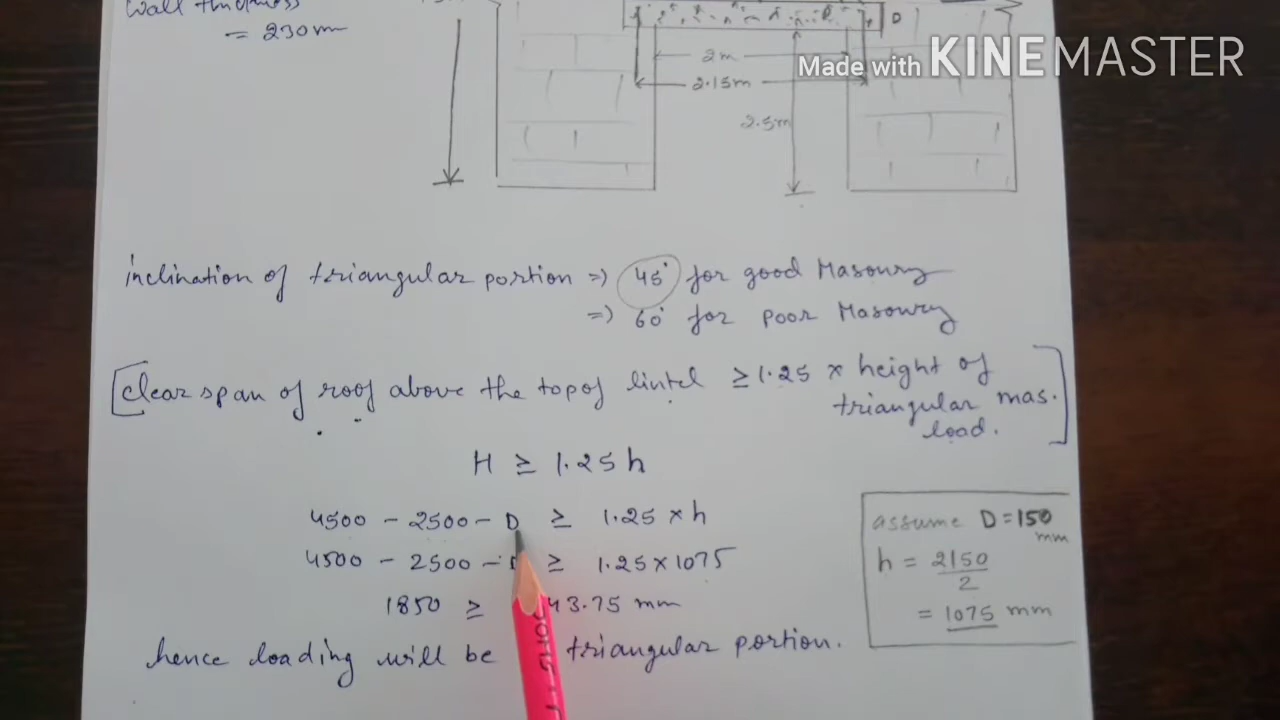 wall thickness
= 230m
D
2m
2.15m
2.5m
Made with KINEMASTER
inclination of triangular portion => 45° for good Masonry
=> 60° for poor Masonry
[clear span of roof above the top of lintel ≥ 1.25 x height of
triangular mas.
load.]
H ≥ 1.25h
4500 - 2500 - D ≥ 1.25 x h
4500 - 2500 - ≥ 1.25 x 1075
1850 ≥ 43.75 mm
hence loading will be triangular portion.
assume D = 150
mm
h = 2150
2
= 1075 mm